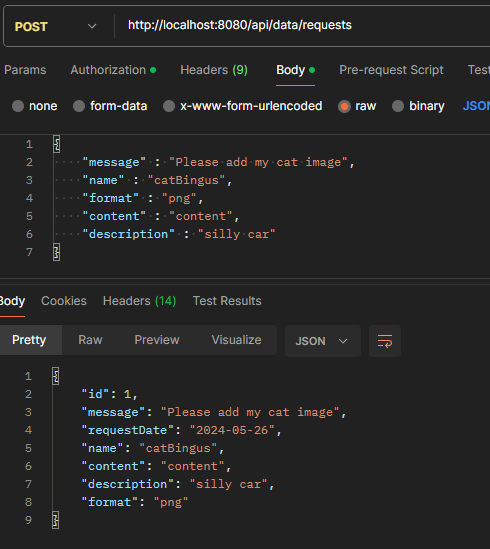 POST http://localhost:8080/api/data/requests
Params Authorization Headers (9) Body Pre-request Script
none form-data x-www-form-urlencoded raw binary
1 {
2 "message" : "Please add my cat image",
3 "name" : "catBingus",
4 "format" : "png",
5 "content" : "content",
6 "description" : "silly car"
7 }
Body Cookies Headers (14) Test Results
Pretty Raw Preview Visualize JSON
1 {
2 "id": 1,
3 "message": "Please add my cat image",
4 "requestDate": "2024-05-26",
5 "name": "catBingus",
6 "content": "content",
7 "description": "silly car",
8 "format": "png"
9 }